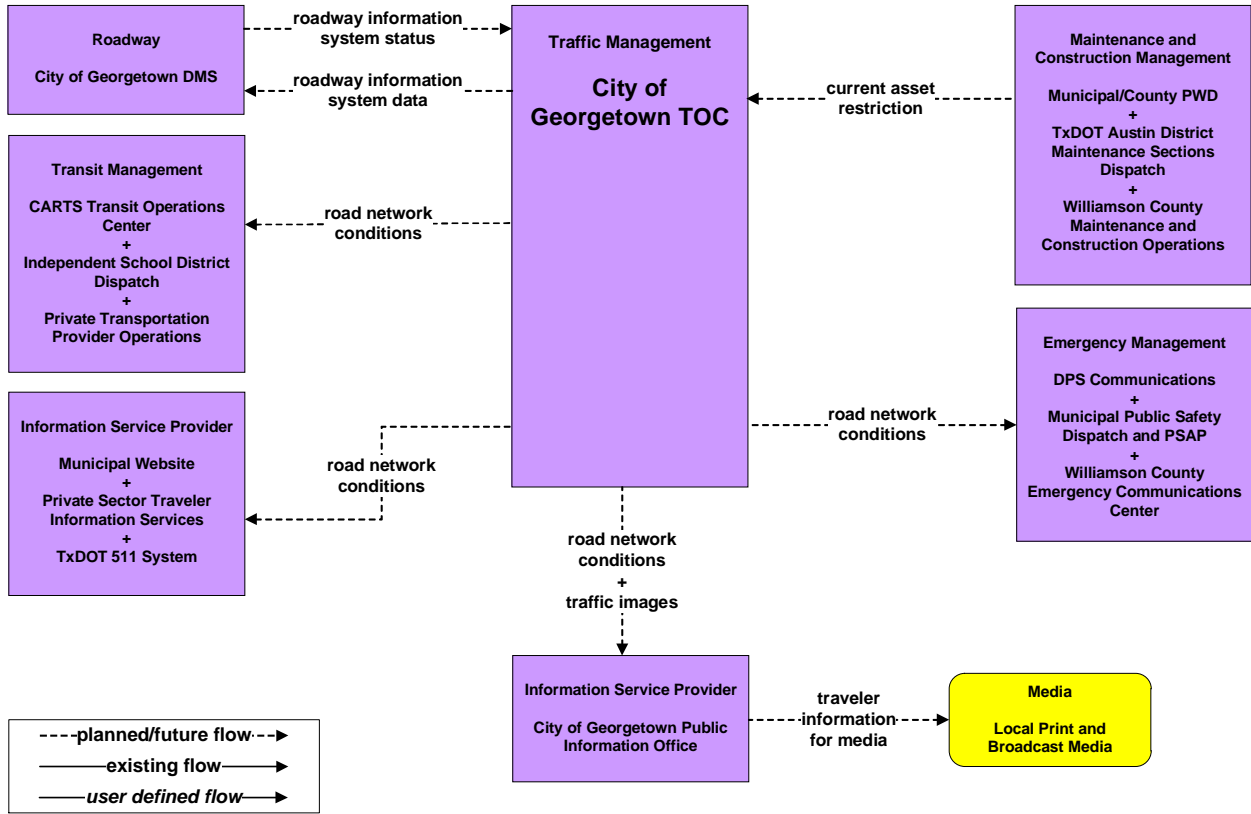 Roadway
City of Georgetown DMS
roadway information
system status
roadway information
system data
Traffic Management
City of
Georgetown TOC
current asset
restriction
Maintenance and
Construction Management
Municipal/County PWD
+
TxDOT Austin District
Maintenance Sections
Dispatch
+
Williamson County
Maintenance and
Construction Operations
Transit Management
CARTS Transit Operations
Center
+
Independent School District
Dispatch
+
Private Transportation
Provider Operations
road network
conditions
Emergency Management
DPS Communications
+
Municipal Public Safety
Dispatch and PSAP
+
Williamson County
Emergency Communications
Center
road network
conditions
Information Service Provider
Municipal Website
+
Private Sector Traveler
Information Services
+
TxDOT 511 System
road network
conditions
road network
conditions
+
traffic images
Information Service Provider
City of Georgetown Public
Information Office
traveler
information
for media
Media
Local Print and
Broadcast Media
planned/future flow
existing flow
user defined flow